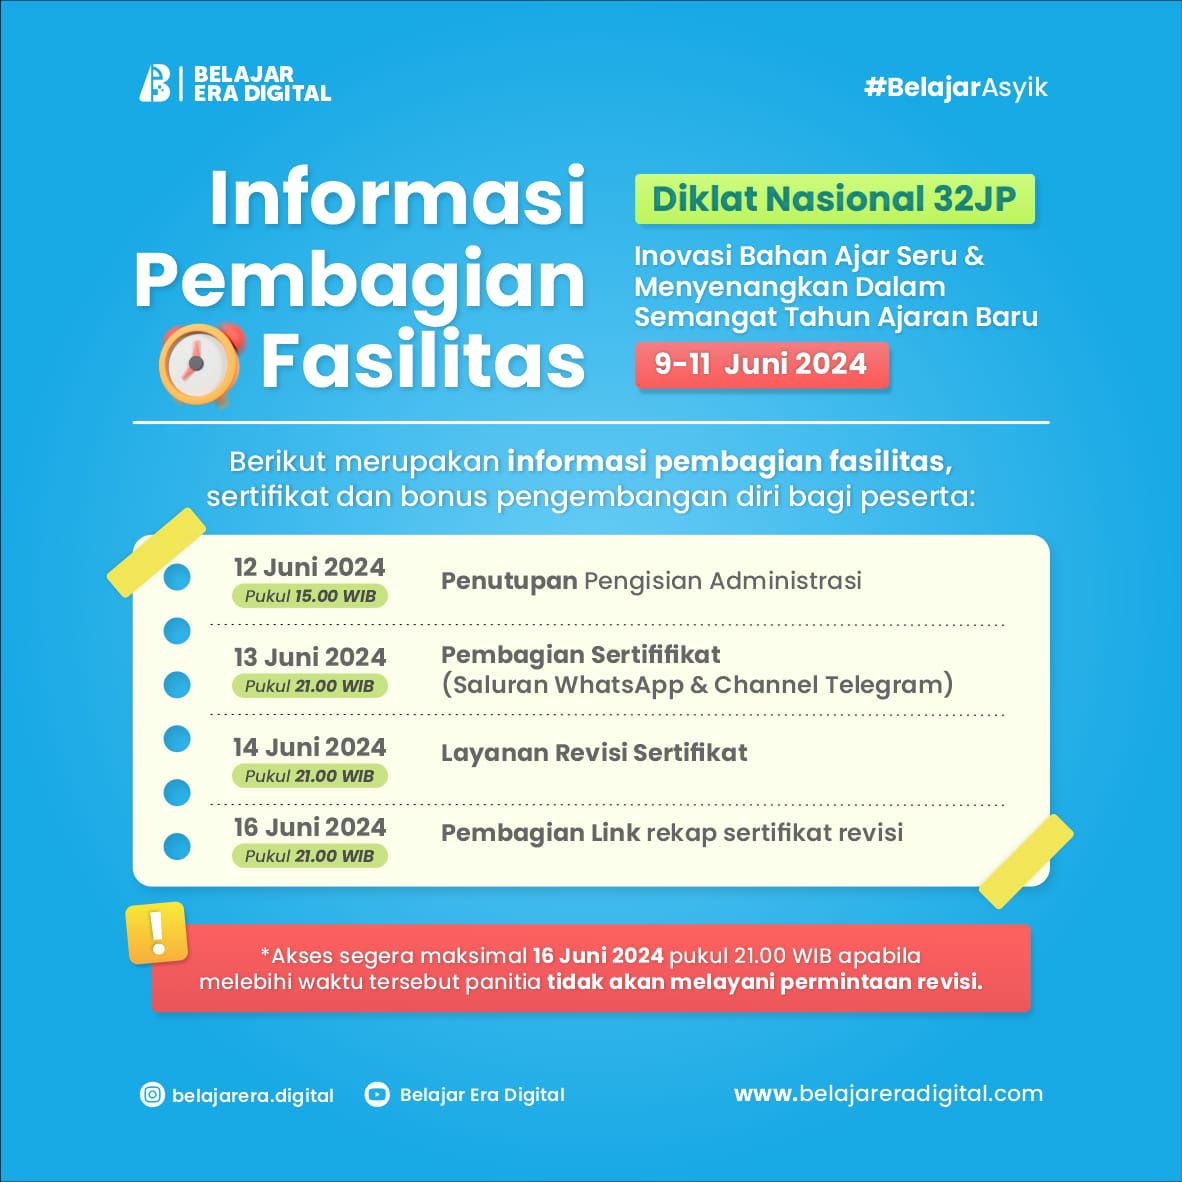 BELAJAR
ERA DIGITAL
#BelajarAsyik
Informasi
Pembagian
Fasilitas
Diklat Nasional 32JP
Inovasi Bahan Ajar Seru &
Menyenangkan Dalam
Semangat Tahun Ajaran Baru
9-11 Juni 2024
Berikut merupakan informasi pembagian fasilitas,
sertifikat dan bonus pengembangan diri bagi peserta:
12 Juni 2024
Pukul 15.00 WIB
Penutupan Pengisian Administrasi
13 Juni 2024
Pukul 21.00 WIB
Pembagian Sertififikat
(Saluran WhatsApp & Channel Telegram)
14 Juni 2024
Pukul 21.00 WIB
Layanan Revisi Sertifikat
16 Juni 2024
Pukul 21.00 WIB
Pembagian Link rekap sertifikat revisi
!
*Akses segera maksimal 16 Juni 2024 pukul 21.00 WIB apabila
melebihi waktu tersebut panitia tidak akan melayani permintaan revisi.
belajarera.digital
Belajar Era Digital
www.belajareradigital.com